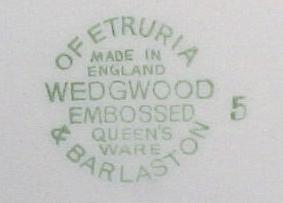 OF ETRURIA
MADE IN
ENGLAND
WEDGWOOD
EMBOSSED
QUEEN'S
WARE
& BARLASTON
5